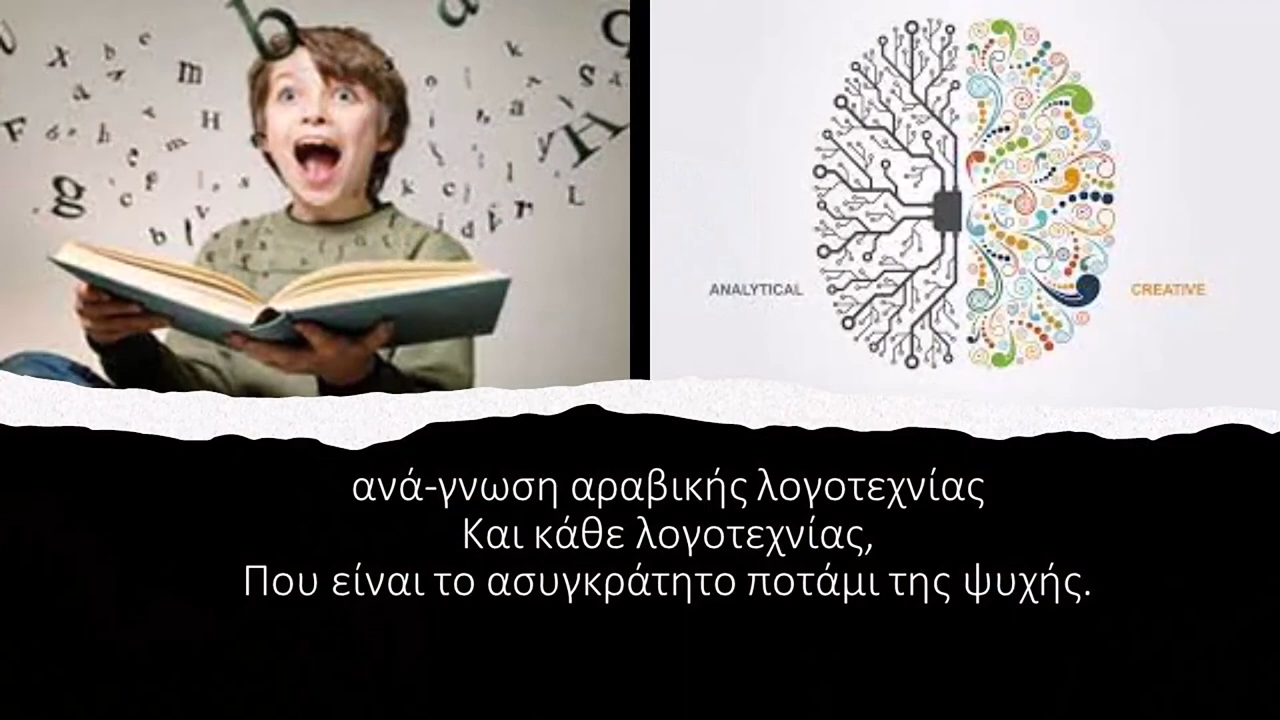 ANALYTICAL
CREATIVE
ανά-γνωση αραβικής λογοτεχνίας
Και κάθε λογοτεχνίας,
Που είναι το ασυγκράτητο ποτάμι της ψυχής.